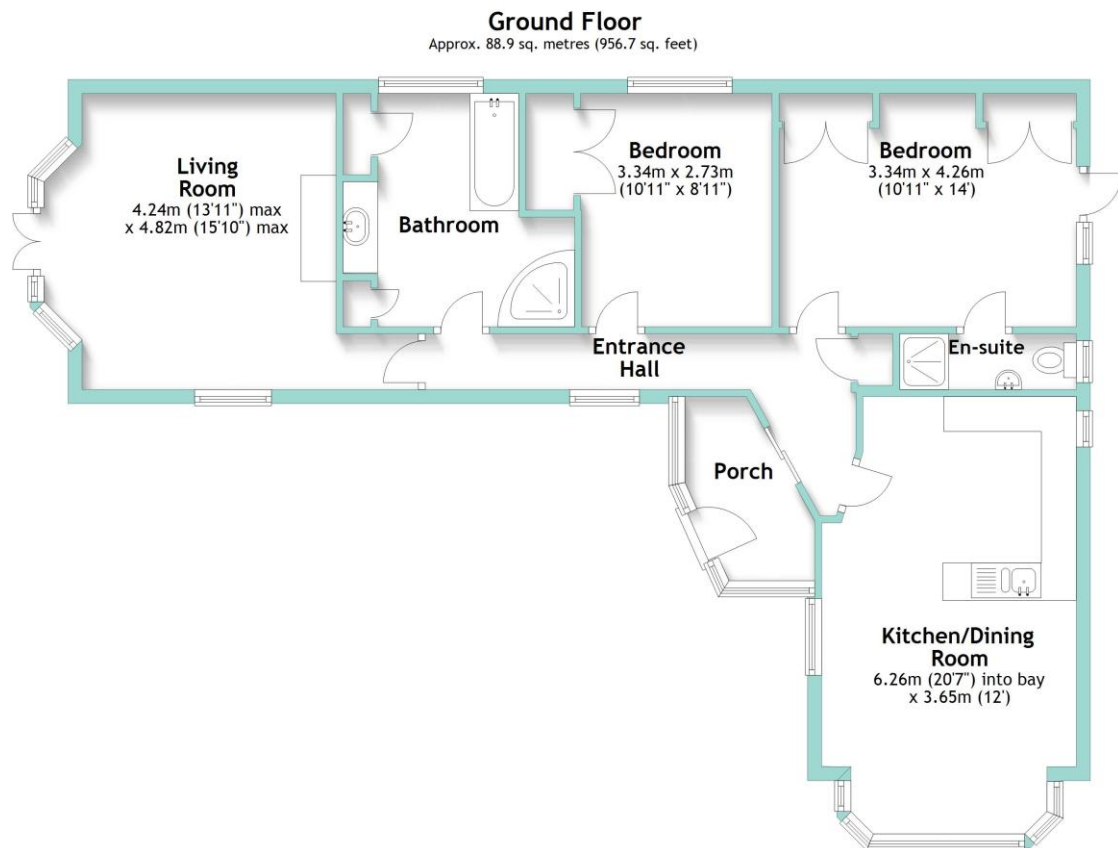 Ground Floor
Approx. 88.9 sq. metres (956.7 sq. feet)
Living
Room
4.24m (13'11") max
x 4.82m (15'10") max
Bathroom
Bedroom
3.34m x 2.73m
(10'11" x 8'11")
Bedroom
3.34m x 4.26m
(10'11" x 14')
Entrance
Hall
En-suite
Porch
Kitchen/Dining
Room
6.26m (20'7") into bay
x 3.65m (12')